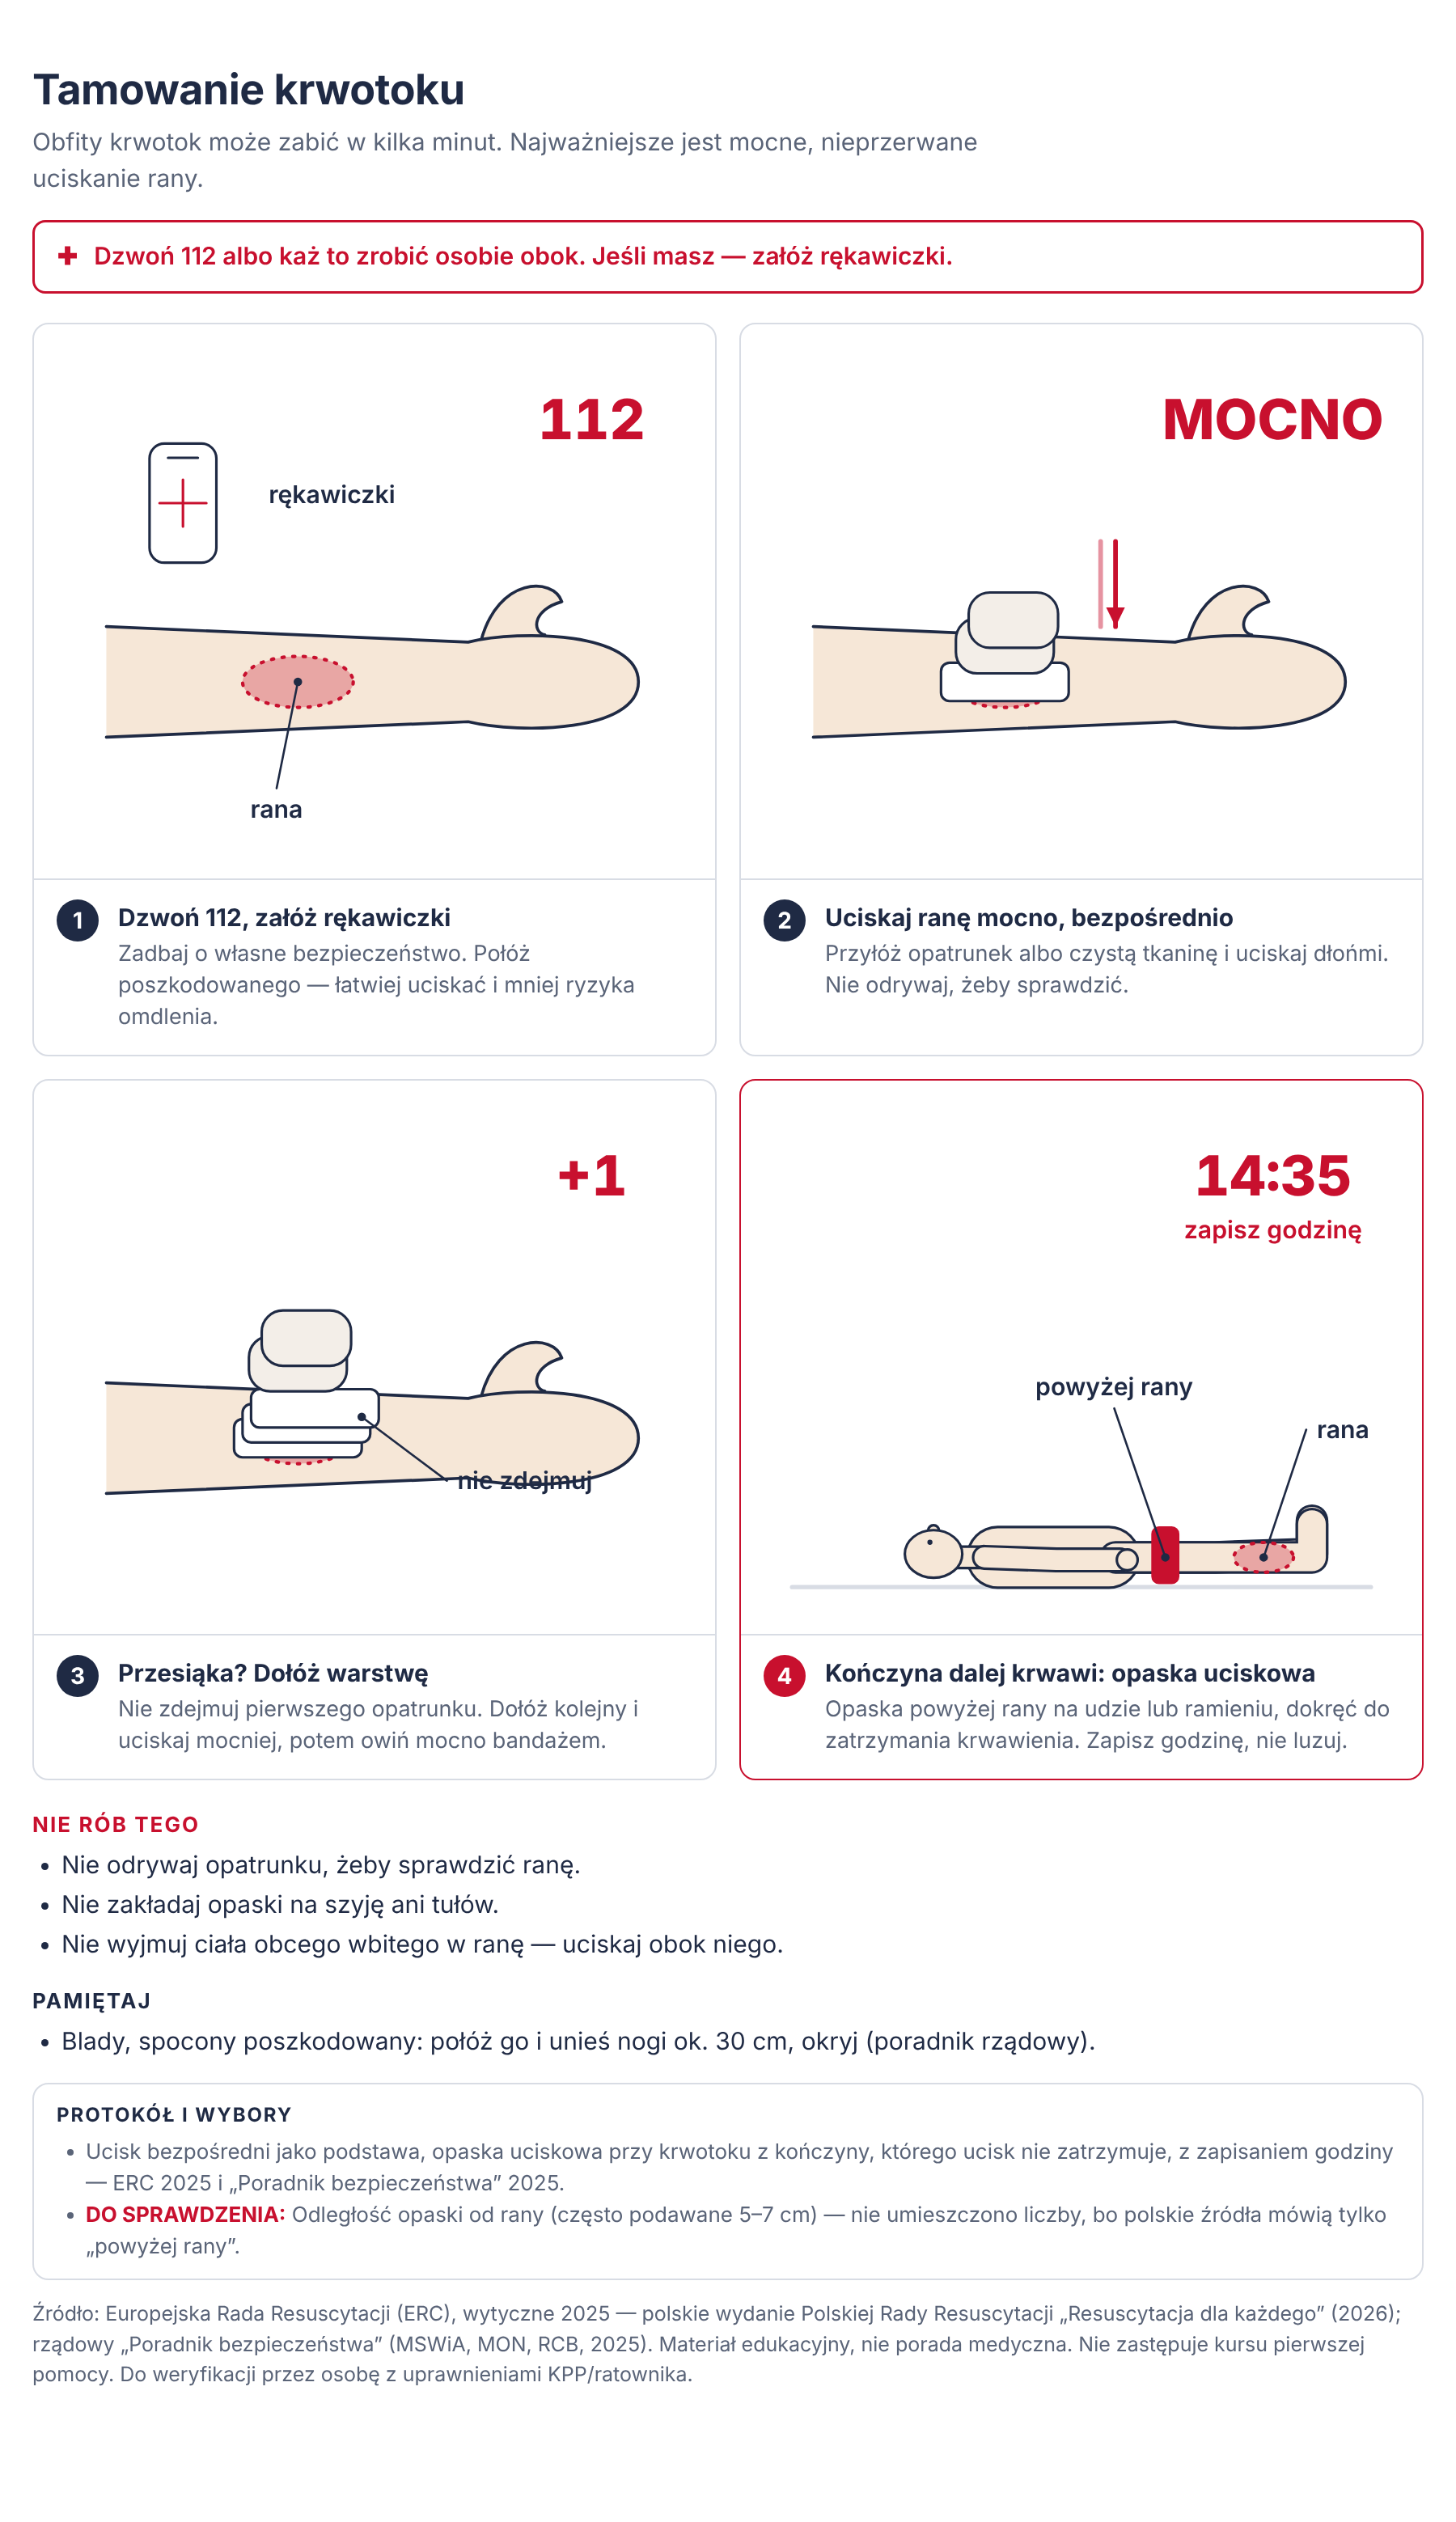 Tamowanie krwotoku
Obfity krwotok może zabić w kilka minut. Najważniejsze jest mocne, nieprzerwane
uciskanie rany.
Dzwoń 112 albo każ to zrobić osobie obok. Jeśli masz — załóż rękawiczki.
112
rękawiczki
rana
1
Dzwoń 112, załóż rękawiczki
Zadbaj o własne bezpieczeństwo. Połóż
poszkodowanego — łatwiej uciskać i mniej ryzyka
omdlenia.
MOCNO
2
Uciskaj ranę mocno, bezpośrednio
Przyłóż opatrunek albo czystą tkaninę i uciskaj dłońmi.
Nie odrywaj, żeby sprawdzić.
+1
nie zdejmuj
3
Przesiąka? Dołóż warstwę
Nie zdejmuj pierwszego opatrunku. Dołóż kolejny i
uciskaj mocniej, potem owiń mocno bandażem.
14:35
zapisz godzinę
powyżej rany
rana
4
Kończyna dalej krwawi: opaska uciskowa
Opaska powyżej rany na udzie lub ramieniu, dokręć do
zatrzymania krwawienia. Zapisz godzinę, nie luzuj.
NIE RÓB TEGO
• Nie odrywaj opatrunku, żeby sprawdzić ranę.
• Nie zakładaj opaski na szyję ani tułów.
• Nie wyjmuj ciała obcego wbitego w ranę — uciskaj obok niego.
PAMIĘTAJ
• Blady, spocony poszkodowany: połóż go i unieś nogi ok. 30 cm, okryj (poradnik rządowy).
PROTOKÓŁ I WYBORY
• Ucisk bezpośredni jako podstawa, opaska uciskowa przy krwotoku z kończyny, którego ucisk nie zatrzymuje, z zapisaniem godziny
— ERC 2025 i „Poradnik bezpieczeństwa” 2025.
• DO SPRAWDZENIA: Odległość opaski od rany (często podawane 5–7 cm) — nie umieszczono liczby, bo polskie źródła mówią tylko
„powyżej rany”.
Źródło: Europejska Rada Resuscytacji (ERC), wytyczne 2025 — polskie wydanie Polskiej Rady Resuscytacji „Resuscytacja dla każdego” (2026);
rządowy „Poradnik bezpieczeństwa” (MSWiA, MON, RCB, 2025). Materiał edukacyjny, nie porada medyczna. Nie zastępuje kursu pierwszej
pomocy. Do weryfikacji przez osobę z uprawnieniami KPP/ratownika.